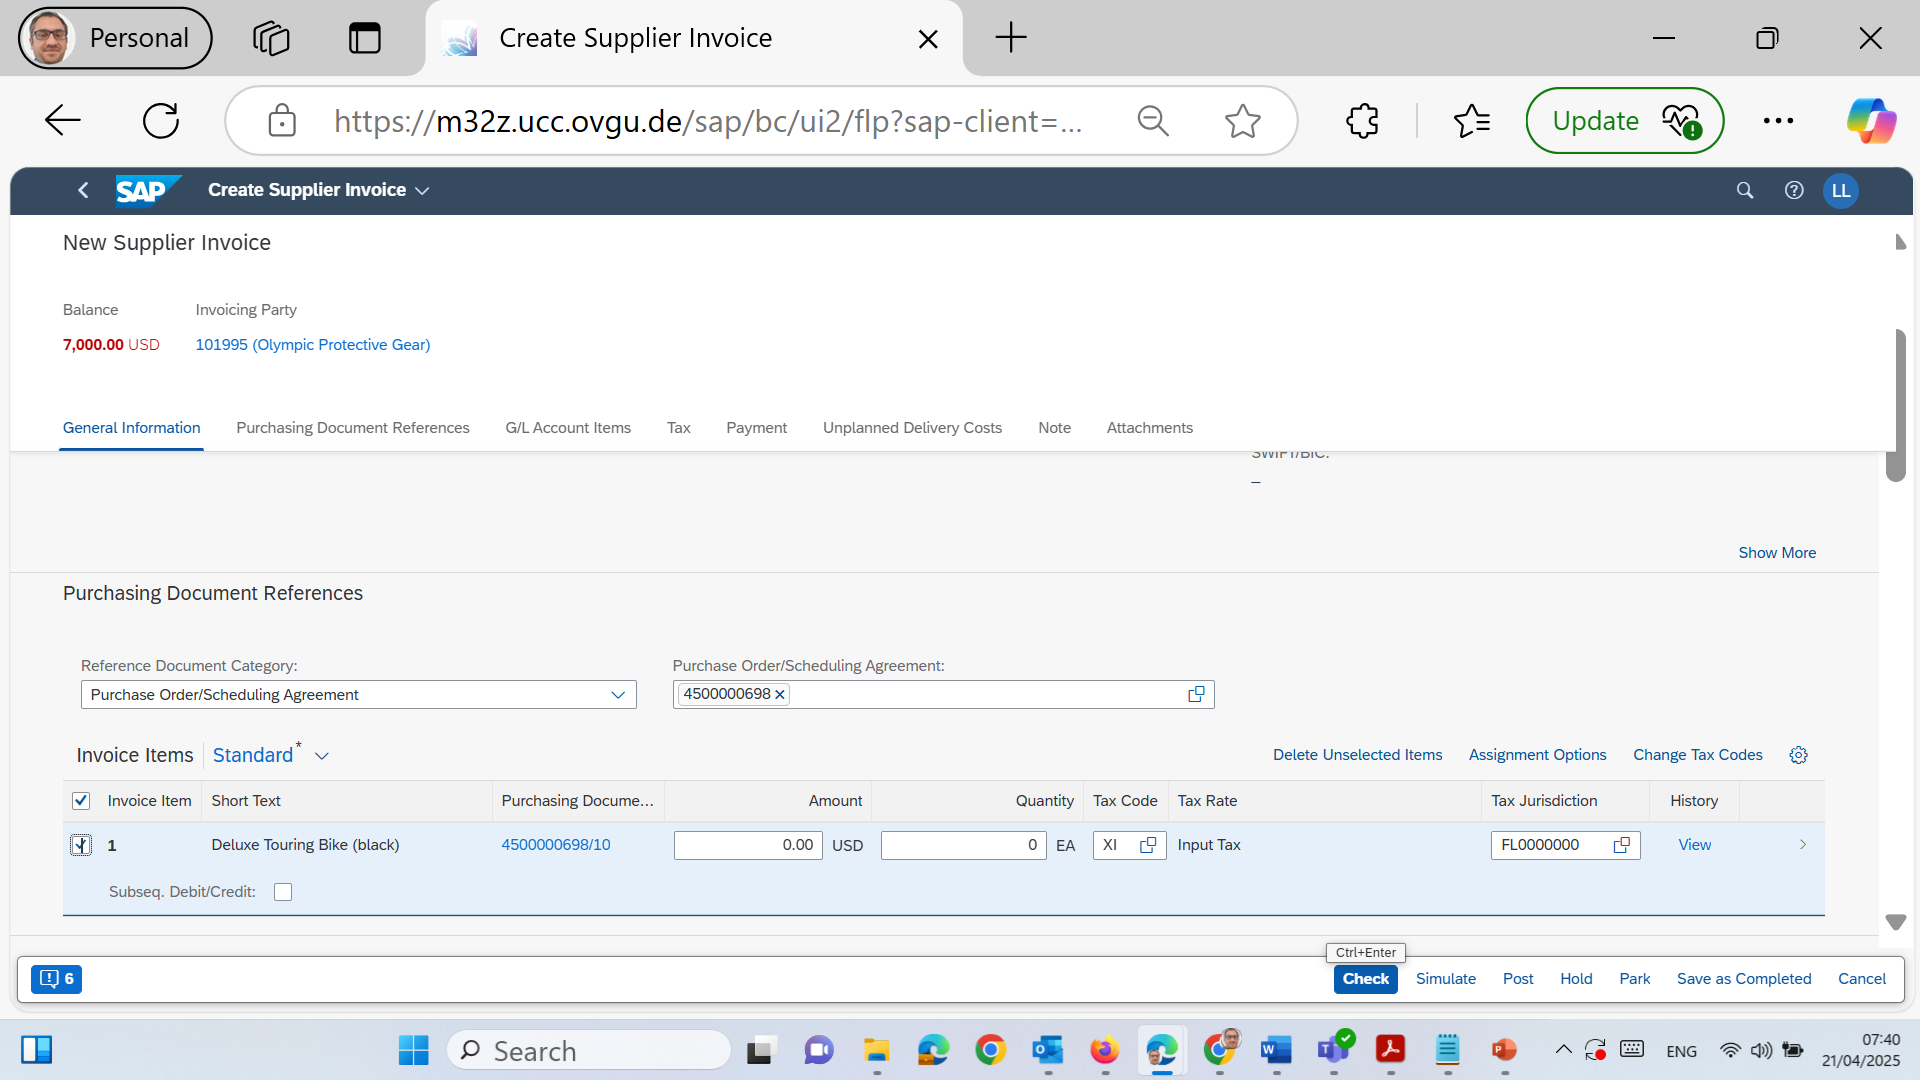 Personal
Create Supplier Invoice
https://m32z.ucc.ovgu.de/sap/bc/ui2/flp?sap-client=...
Update
SAP Create Supplier Invoice
LL
New Supplier Invoice
Balance Invoicing Party
7,000.00 USD 101995 (Olympic Protective Gear)
General Information Purchasing Document References G/L Account Items Tax Payment Unplanned Delivery Costs Note Attachments
SWIFT/BIC:
–
Show More
Purchasing Document References
Reference Document Category: Purchase Order/Scheduling Agreement:
Purchase Order/Scheduling Agreement 4500000698
Invoice Items Standard* Delete Unselected Items Assignment Options Change Tax Codes
Invoice Item Short Text Purchasing Docume... Amount Quantity Tax Code Tax Rate Tax Jurisdiction History
1 Deluxe Touring Bike (black) 4500000698/10 0.00 USD 0 EA XI Input Tax FL0000000 View
Subseq. Debit/Credit:
Ctrl+Enter
6 Check Simulate Post Hold Park Save as Completed Cancel
Search
ENG
07:40
21/04/2025